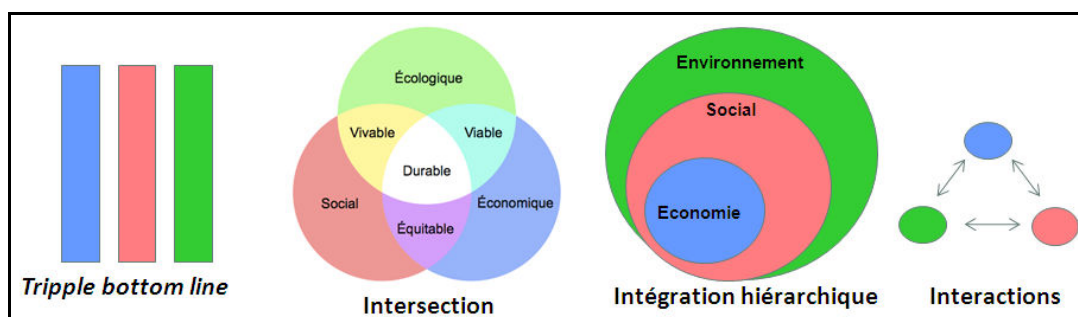 Tripple bottom line
Écologique
Vivable
Viable
Durable
Social
Économique
Équitable
Intersection
Environnement
Social
Economie
Intégration hiérarchique
Interactions